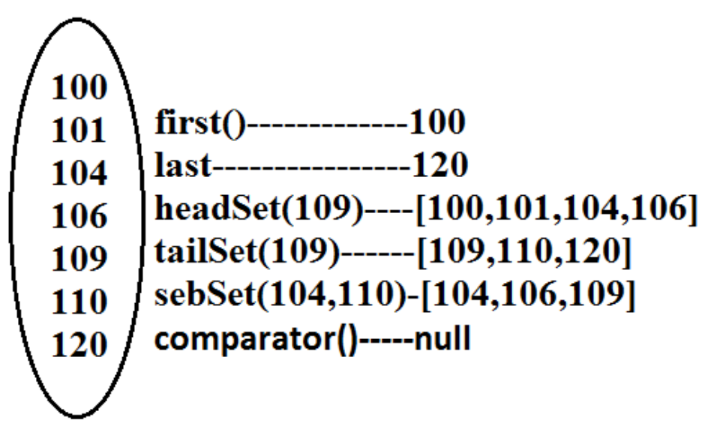 100
101
104
106
109
110
120
first()-------------100
last----------------120
headSet(109)----[100,101,104,106]
tailSet(109)------[109,110,120]
sebSet(104,110)-[104,106,109]
comparator()-----null